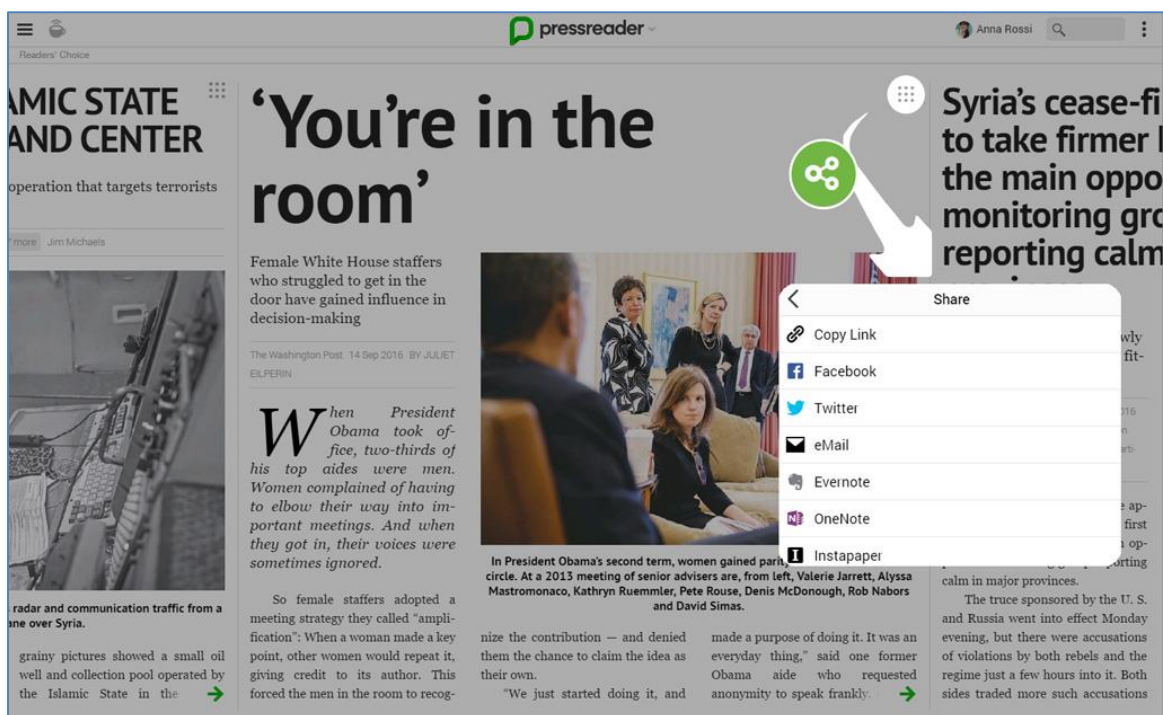 pressreader
Anna Rossi
Readers' Choice
AMIC STATE
AND CENTER
operation that targets terrorists
more Jim Michaels
radar and communication traffic from a
ane over Syria.
grainy pictures showed a small oil
well and collection pool operated by
the Islamic State in the
‘You’re in the
room’
Female White House staffers
who struggled to get in the
door have gained influence in
decision-making
The Washington Post 14 Sep 2016 BY JULIET
EILPERIN
When President
Obama took of-
fice, two-thirds of
his top aides were men.
Women complained of having
to elbow their way into im-
portant meetings. And when
they got in, their voices were
sometimes ignored.
So female staffers adopted a
meeting strategy they called “ampli-
fication”: When a woman made a key
point, other women would repeat it,
giving credit to its author. This
forced the men in the room to recog-
In President Obama's second term, women gained parity
circle. At a 2013 meeting of senior advisers are, from left, Valerie Jarrett, Alyssa
Mastromonaco, Kathryn Ruemmler, Pete Rouse, Denis McDonough, Rob Nabors
and David Simas.
nize the contribution — and denied
them the chance to claim the idea as
their own.
“We just started doing it, and
made a purpose of doing it. It was an
everyday thing,” said one former
Obama aide who requested
anonymity to speak frankly.
Share
Copy Link
Facebook
Twitter
eMail
Evernote
OneNote
Instapaper
Syria’s cease-fi
to take firmer
the main oppo
monitoring gro
reporting calm
wly
fit-
e ap-
first
op-
porting
calm in major provinces.
The truce sponsored by the U. S.
and Russia went into effect Monday
evening, but there were accusations
of violations by both rebels and the
regime just a few hours into it. Both
sides traded more such accusations